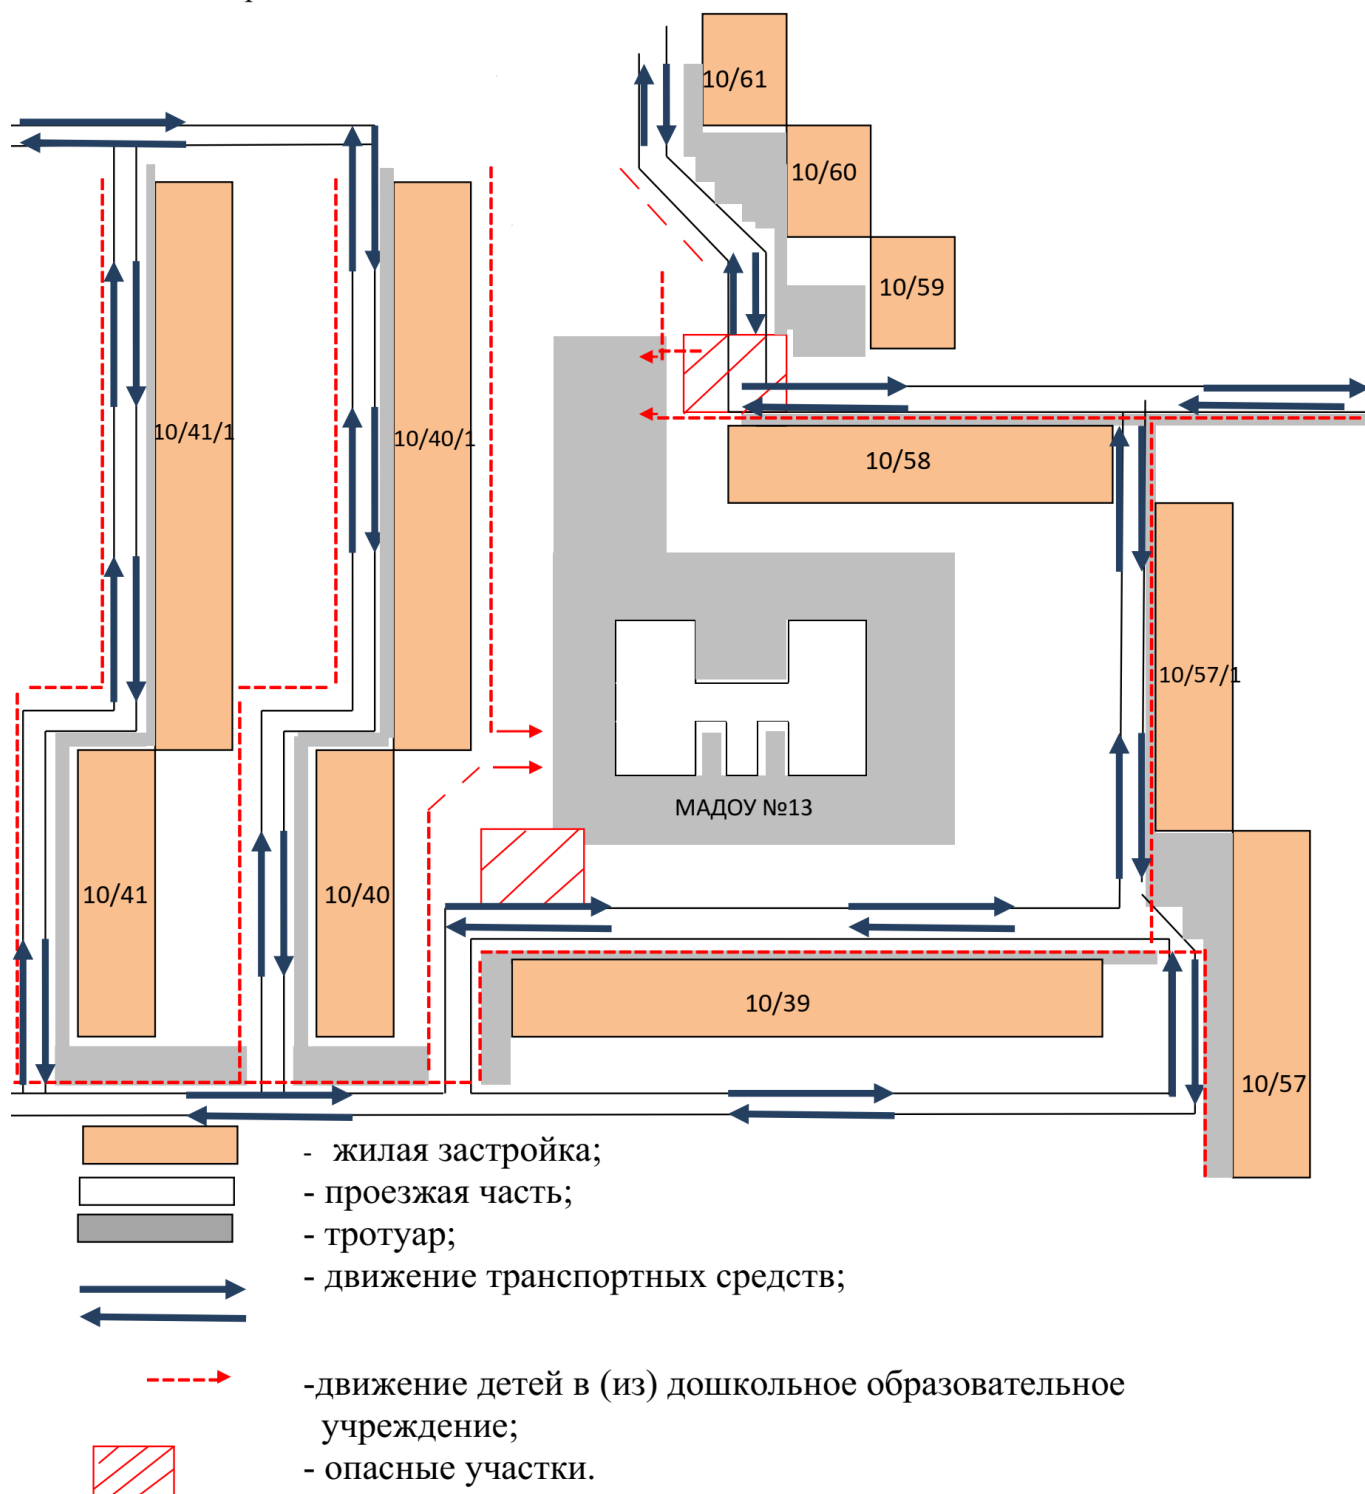 10/61
10/60
10/59
10/41/1
10/40/1
10/58
10/57/1
МАДОУ №13
10/41
10/40
10/39
10/57
- жилая застройка;
- проезжая часть;
- тротуар;
- движение транспортных средств;
-движение детей в (из) дошкольное образовательное
учреждение;
- опасные участки.